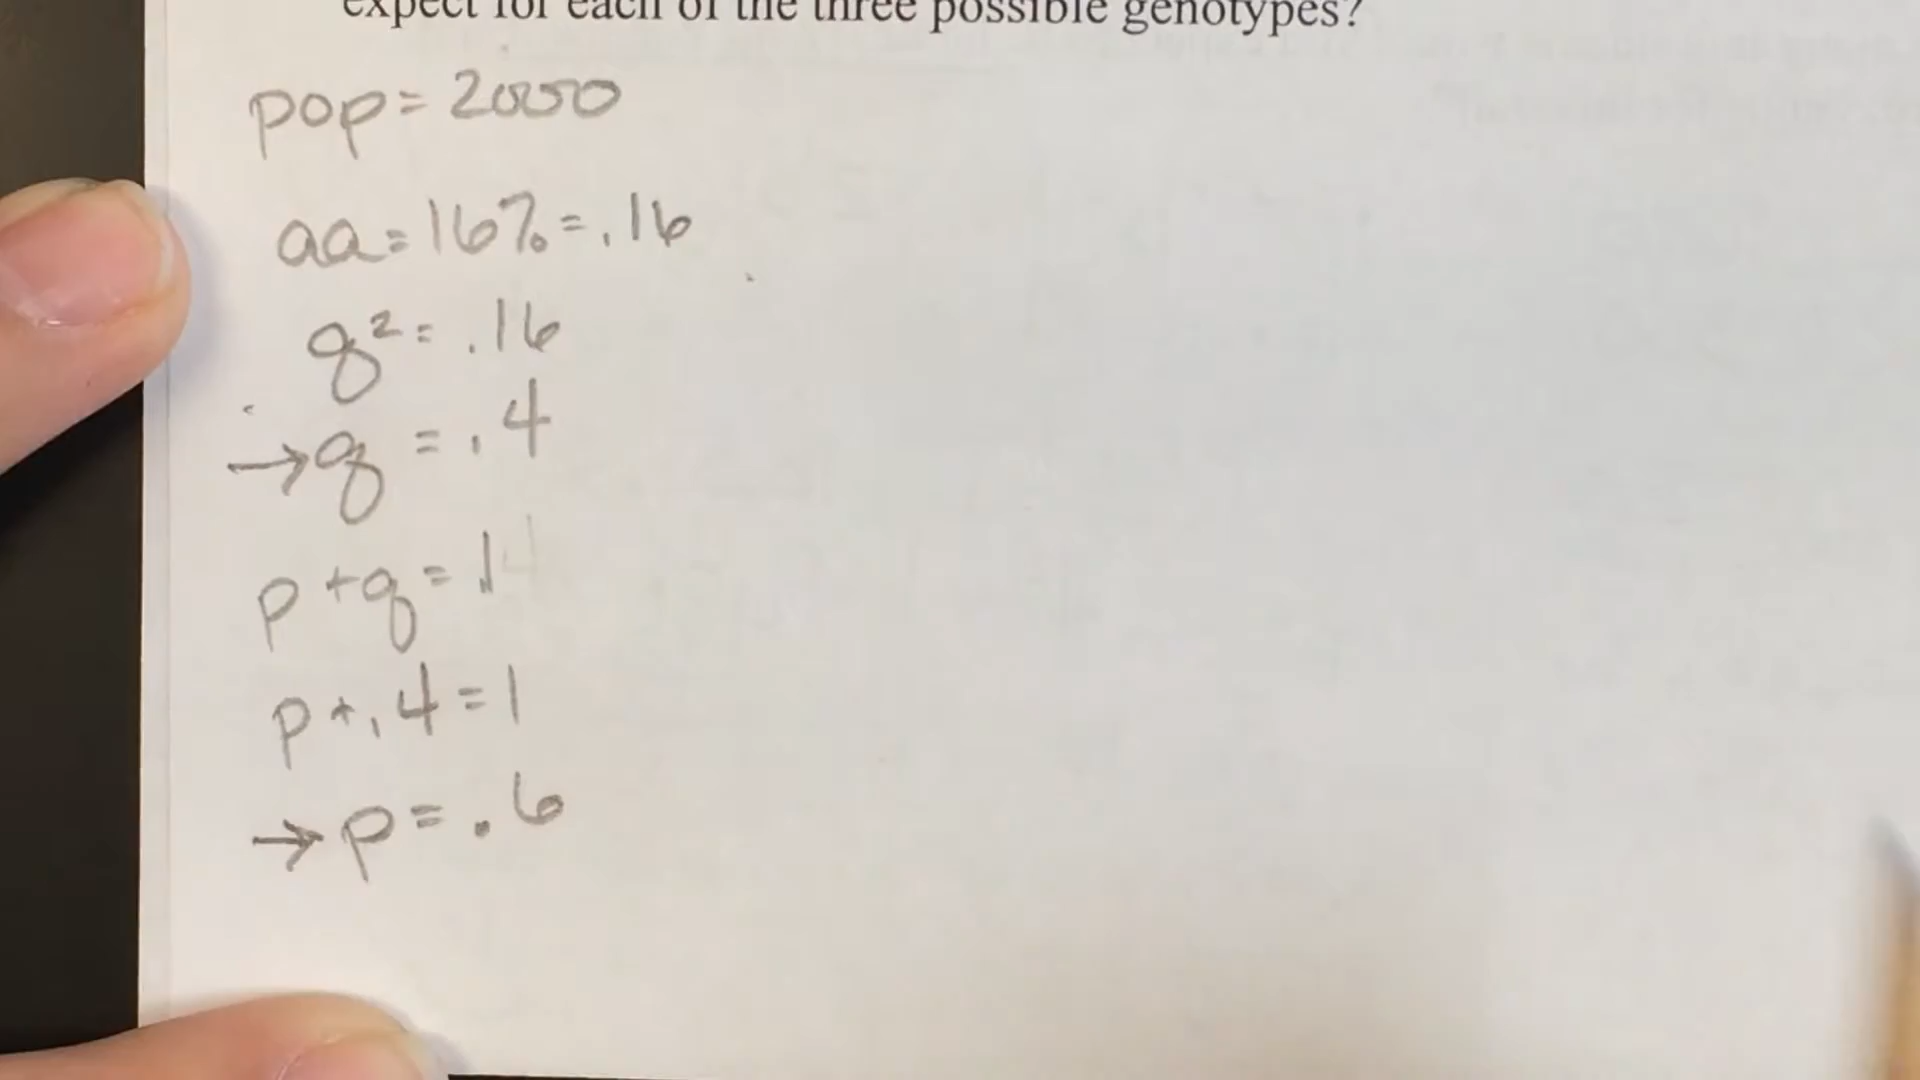 expect for each of the three possible genotypes?
pop = 2000
aa = 16% = .16
q² = .16
→ q = .4
p + q = 1
p + .4 = 1
→ p = .6